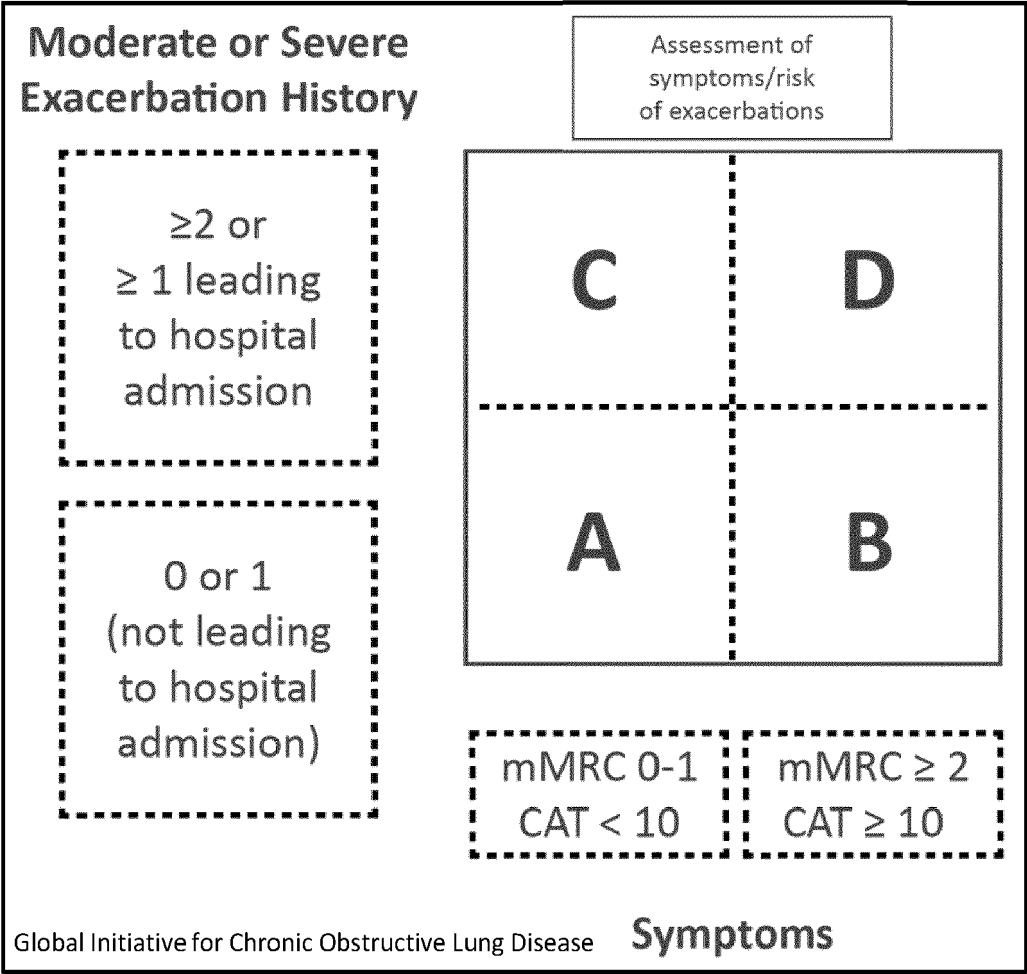 Moderate or Severe
Exacerbation History
Assessment of
symptoms/risk
of exacerbations
≥2 or
≥ 1 leading
to hospital
admission
C
D
0 or 1
(not leading
to hospital
admission)
A
B
mMRC 0-1
CAT < 10
mMRC ≥ 2
CAT ≥ 10
Global Initiative for Chronic Obstructive Lung Disease
Symptoms